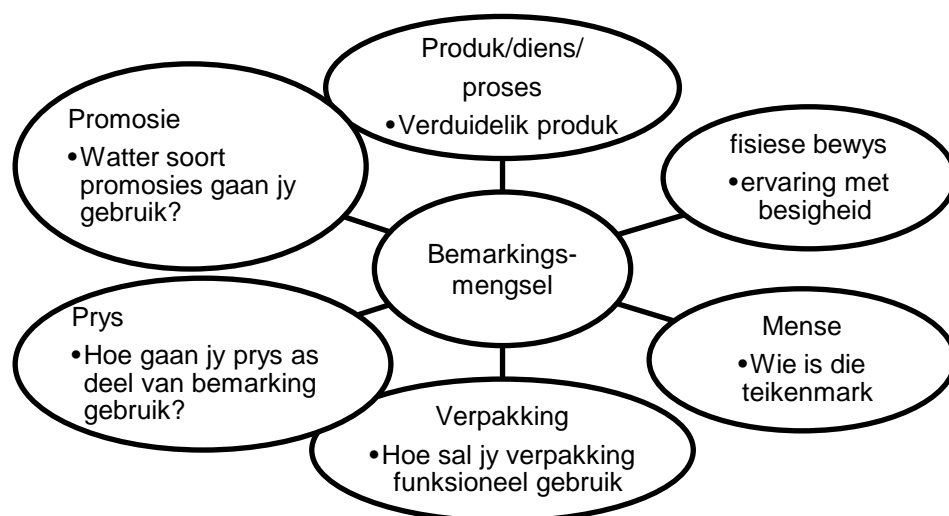 Produk/diens/
proses
•Verduidelik produk
Promosie
•Watter soort
promosies gaan jy
gebruik?
fisiese bewys
•ervaring met
besigheid
Bemarkings-
mengsel
Prys
•Hoe gaan jy prys as
deel van bemarking
gebruik?
Mense
•Wie is die
teikenmark
Verpakking
•Hoe sal jy verpakking
funksioneel gebruik